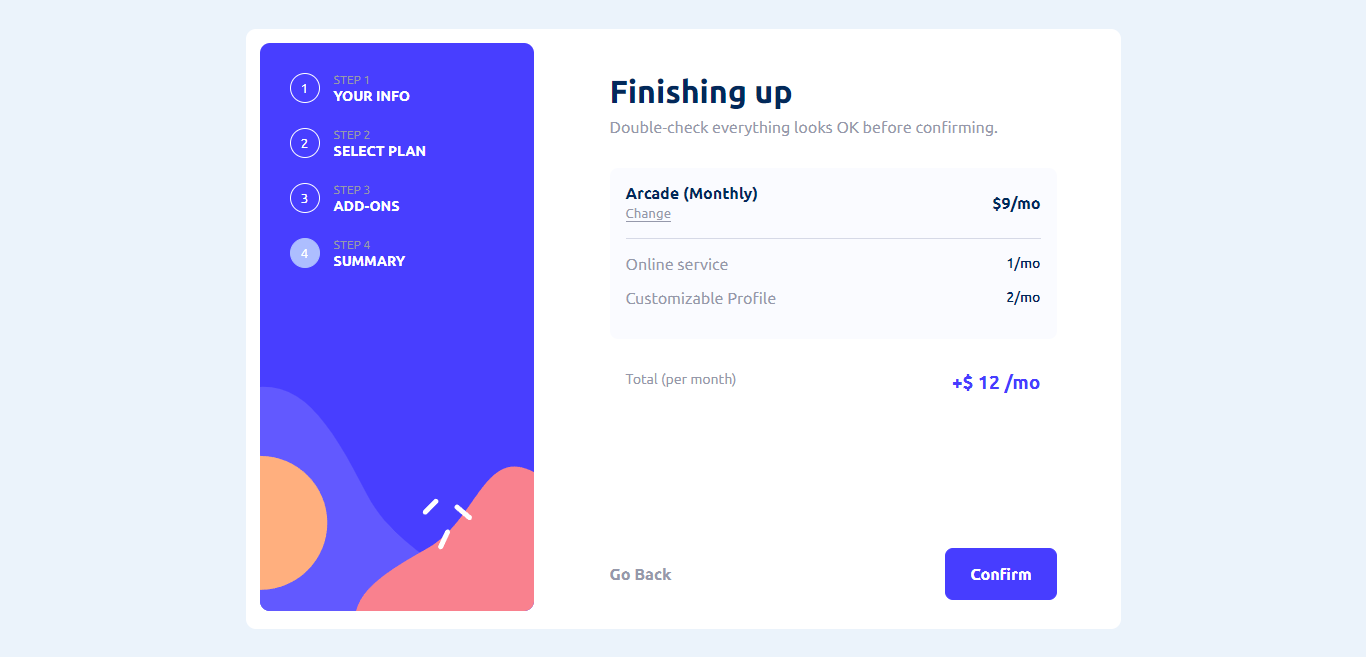 1
STEP 1
YOUR INFO
2
STEP 2
SELECT PLAN
3
STEP 3
ADD-ONS
4
STEP 4
SUMMARY
Finishing up
Double-check everything looks OK before confirming.
Arcade (Monthly)
Change
$9/mo
Online service 1/mo
Customizable Profile 2/mo
Total (per month) +$ 12 /mo
Go Back
Confirm